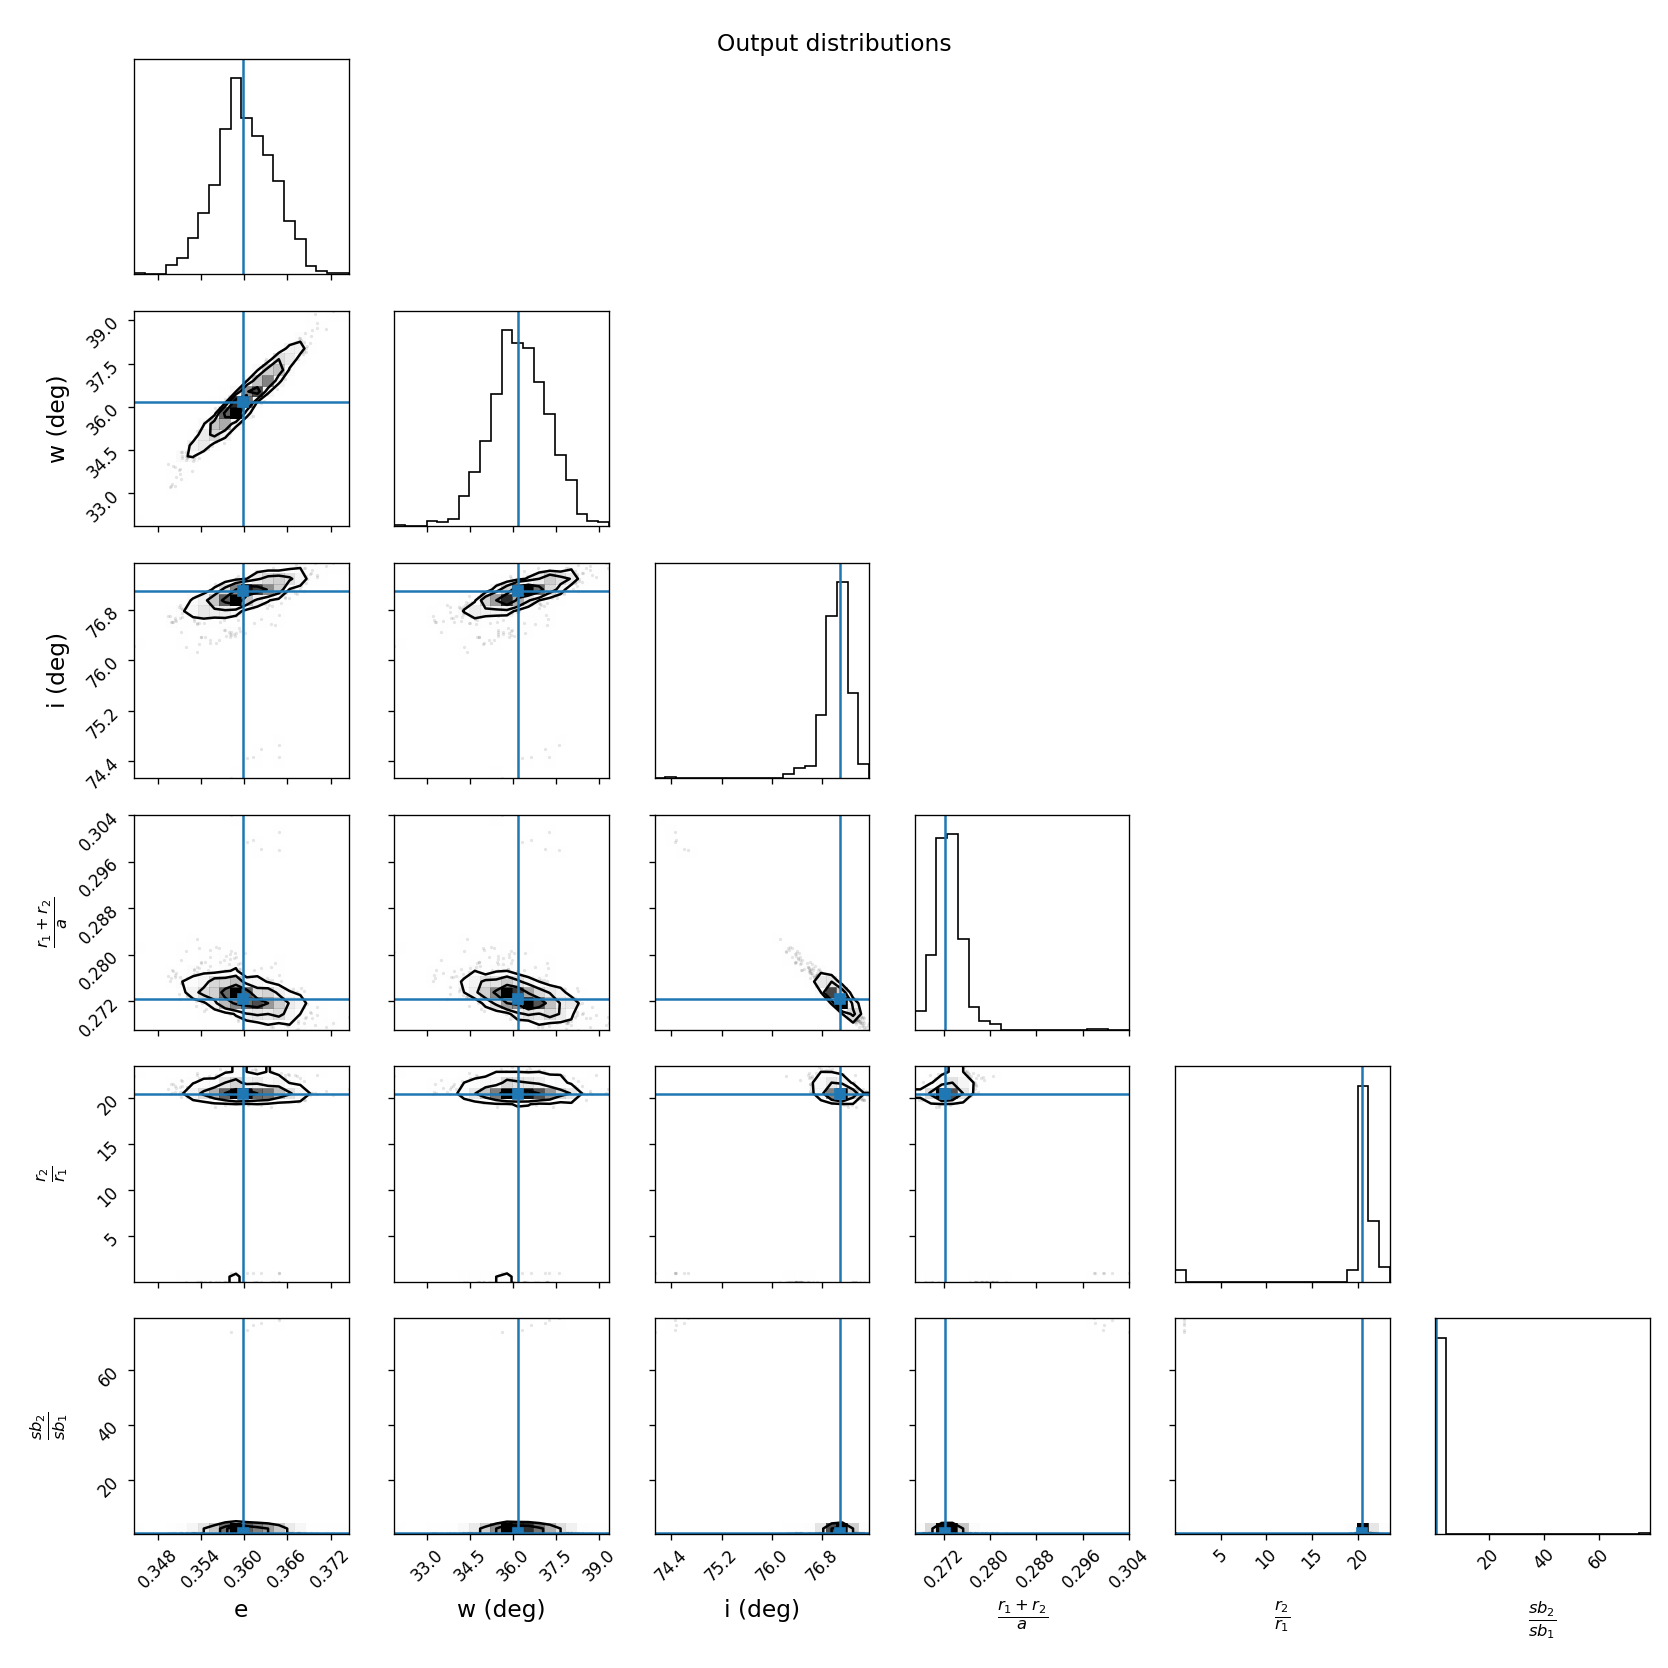 Output distributions
39.0
37.5
36.0
34.5
33.0
w (deg)
76.8
76.0
75.2
74.4
i (deg)
0.304
0.296
0.288
0.280
0.272
r1 + r2
a
20
15
10
5
r2
r1
60
40
20
sb2
sb1
0.348 0.354 0.360 0.366 0.372 33.0 34.5 36.0 37.5 39.0 74.4 75.2 76.0 76.8 0.272 0.280 0.288 0.296 0.304 5 10 15 20 20 40 60
e w (deg) i (deg) r1 + r2 r2 sb2
a r1 sb1